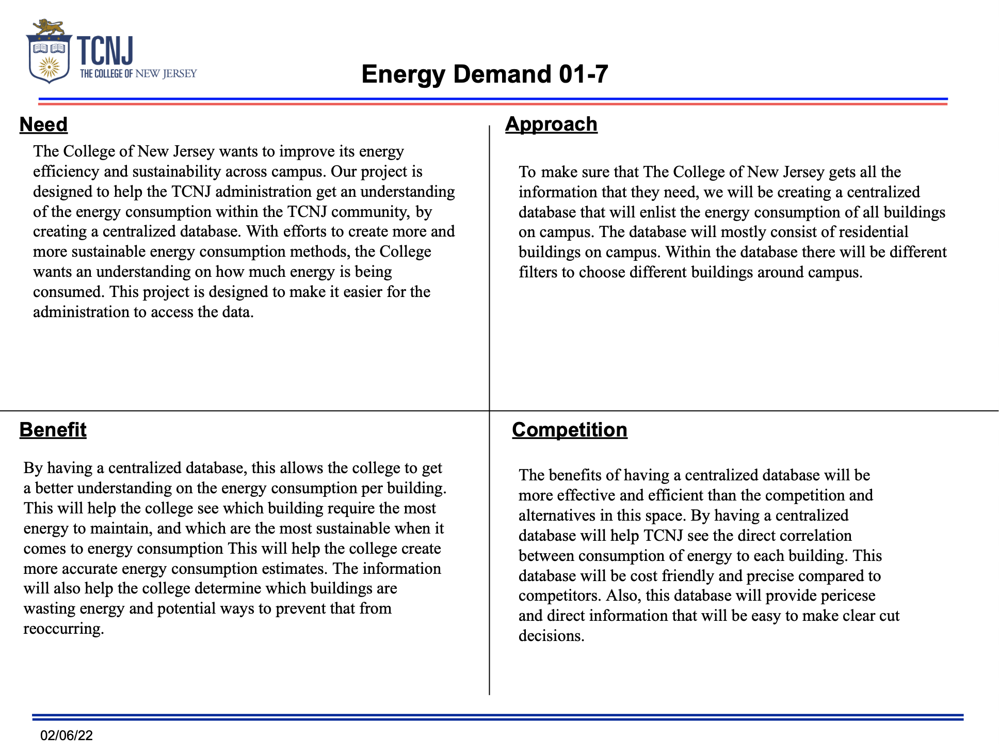 TCNJ
THE COLLEGE OF NEW JERSEY
Energy Demand 01-7
Need
The College of New Jersey wants to improve its energy
efficiency and sustainability across campus. Our project is
designed to help the TCNJ administration get an understanding
of the energy consumption within the TCNJ community, by
creating a centralized database. With efforts to create more and
more sustainable energy consumption methods, the College
wants an understanding on how much energy is being
consumed. This project is designed to make it easier for the
administration to access the data.
Approach
To make sure that The College of New Jersey gets all the
information that they need, we will be creating a centralized
database that will enlist the energy consumption of all buildings
on campus. The database will mostly consist of residential
buildings on campus. Within the database there will be different
filters to choose different buildings around campus.
Benefit
By having a centralized database, this allows the college to get
a better understanding on the energy consumption per building.
This will help the college see which building require the most
energy to maintain, and which are the most sustainable when it
comes to energy consumption This will help the college create
more accurate energy consumption estimates. The information
will also help the college determine which buildings are
wasting energy and potential ways to prevent that from
reoccurring.
Competition
The benefits of having a centralized database will be
more effective and efficient than the competition and
alternatives in this space. By having a centralized
database will help TCNJ see the direct correlation
between consumption of energy to each building. This
database will be cost friendly and precise compared to
competitors. Also, this database will provide pericese
and direct information that will be easy to make clear cut
decisions.
02/06/22